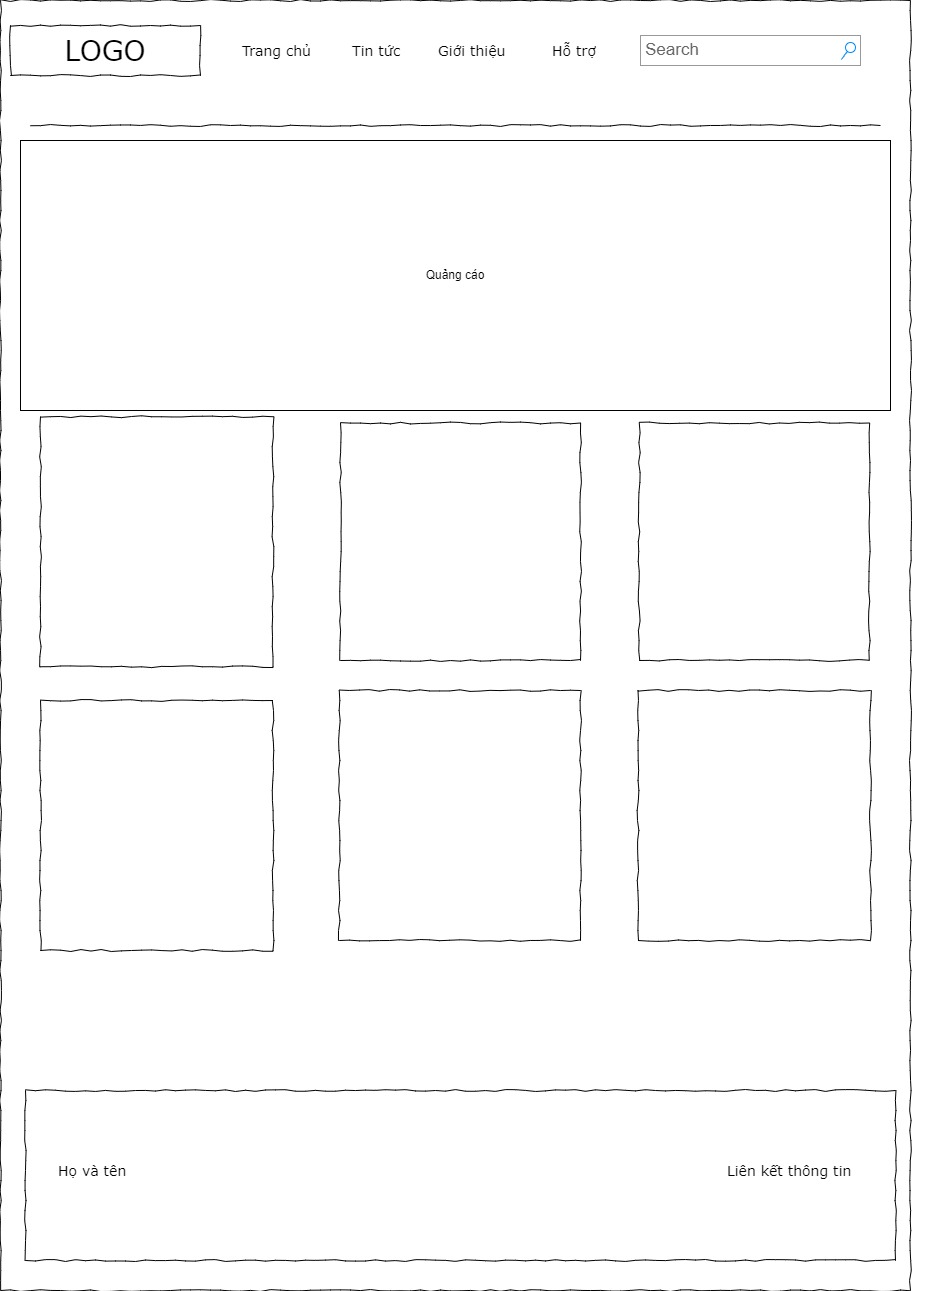 LOGO
Trang chủ
Tin tức
Giới thiệu
Hỗ trợ
Search
Quảng cáo
Họ và tên
Liên kết thông tin